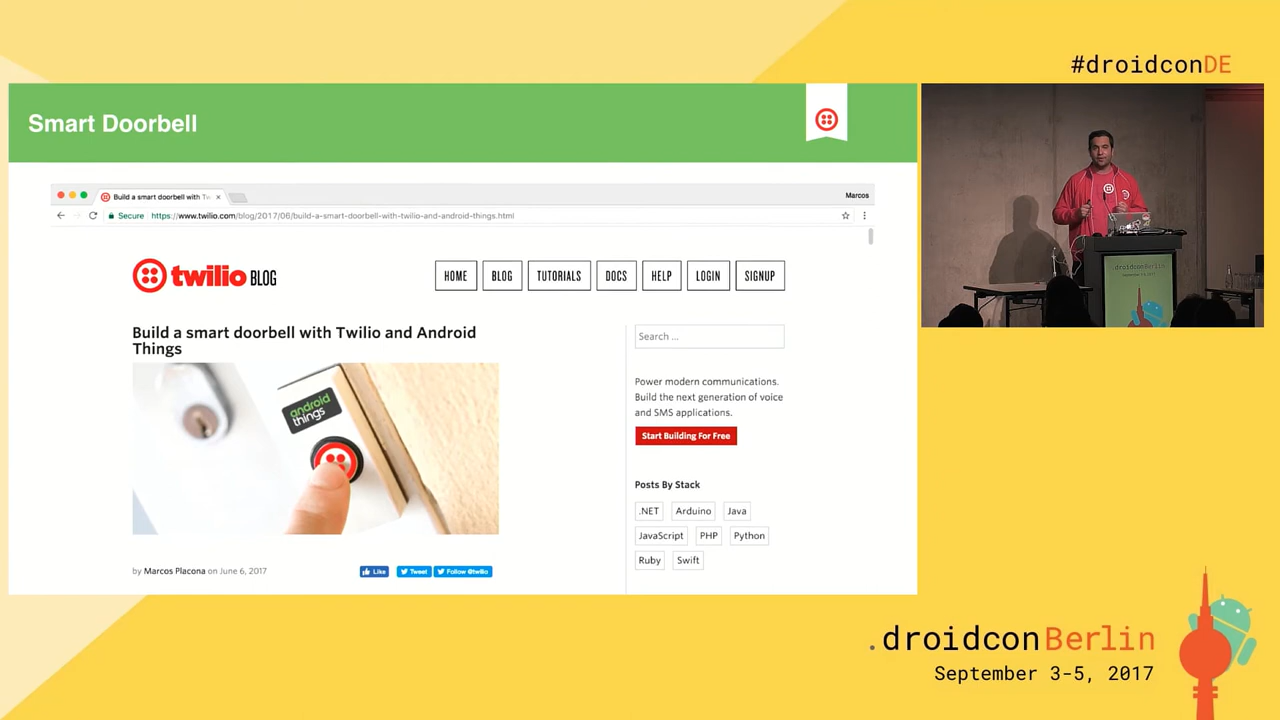 #droidconDE
Smart Doorbell
Build a smart doorbell with Tw
Marcos
Secure https://www.twilio.com/blog/2017/06/build-a-smart-doorbell-with-twilio-and-android-things.html
twilio BLOG
HOME
BLOG
TUTORIALS
DOCS
HELP
LOGIN
SIGNUP
Build a smart doorbell with Twilio and Android
Things
android
things
by Marcos Placona on June 6, 2017
Like
Tweet
Follow @twilio
Search ...
Power modern communications.
Build the next generation of voice
and SMS applications.
Start Building For Free
Posts By Stack
.NET
Arduino
Java
JavaScript
PHP
Python
Ruby
Swift
.droidconBerlin
.droidconBerlin
September 3-5, 2017